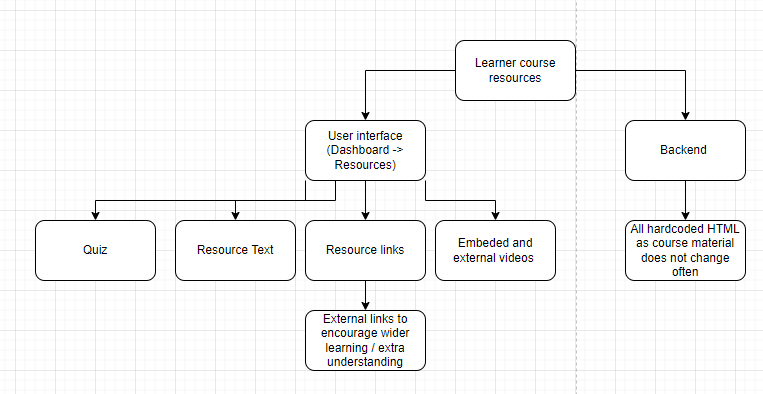 Learner course
resources
User interface
(Dashboard ->
Resources)
Backend
Quiz
Resource Text
Resource links
Embeded and
external videos
All hardcoded HTML
as course material
does not change
often
External links to
encourage wider
learning / extra
understanding